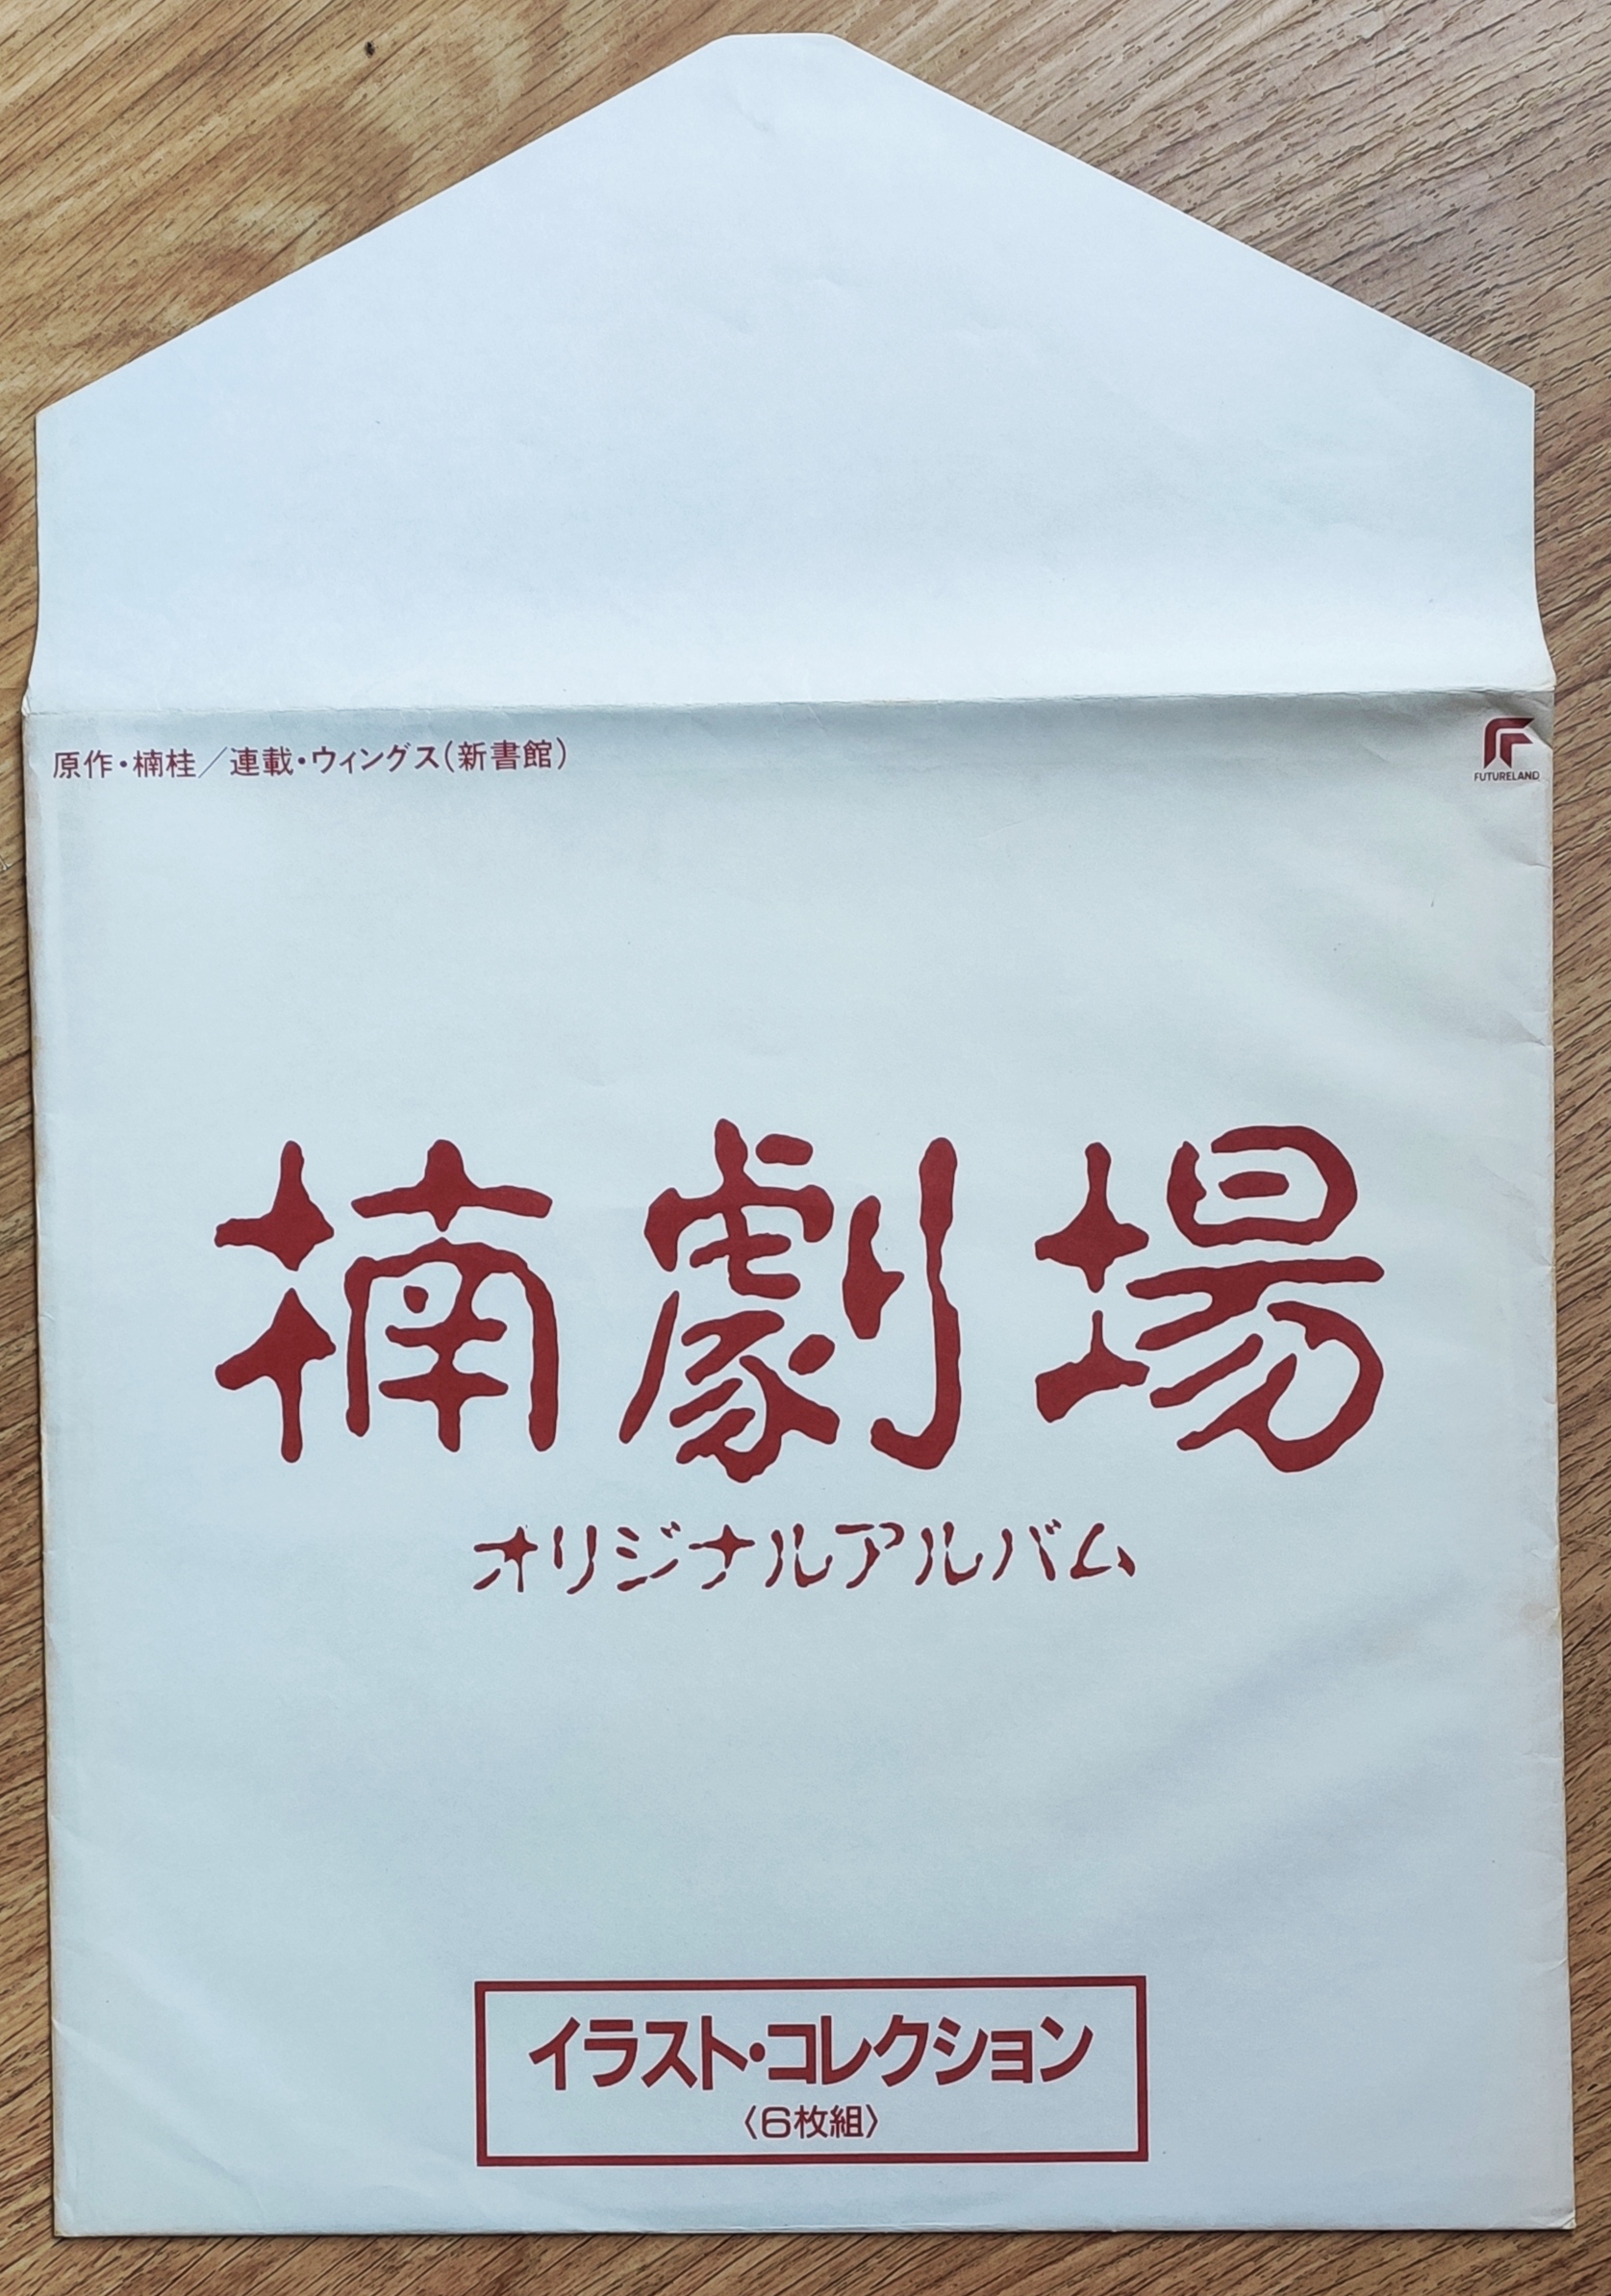 原作・楠桂／連載・ウィングス(新書館)
FUTURELAND
楠劇場
オリジナルアルバム
イラスト・コレクション
〈6枚組〉